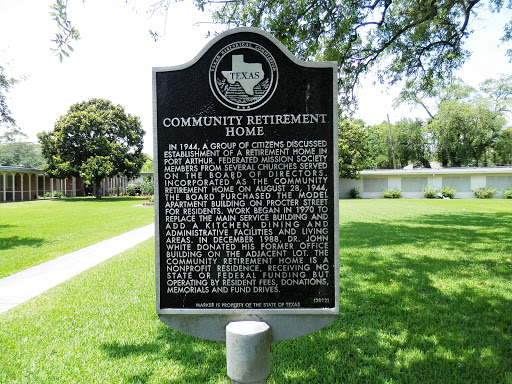 TEXAS HISTORICAL COMMISSION
TEXAS
COMMUNITY RETIREMENT
HOME
IN 1944, A GROUP OF CITIZENS DISCUSSED
ESTABLISHMENT OF A RETIREMENT HOME IN
PORT ARTHUR. FEDERATED MISSION SOCIETY
MEMBERS FROM SEVERAL CHURCHES SERVED
ON THE BOARD OF DIRECTORS.
INCORPORATED AS THE COMMUNITY
RETIREMENT HOME ON AUGUST 28, 1944,
THE BOARD PURCHASED THE MODEL
APARTMENT BUILDING ON PROCTER STREET
FOR RESIDENTS. WORK BEGAN IN 1970 TO
REPLACE THE MAIN SERVICE BUILDING AND
ADD A KITCHEN, DINING AND
ADMINISTRATIVE FACILITIES AND LIVING
AREAS. IN DECEMBER 1988, DR. JOHN
WHITE DONATED HIS FORMER OFFICE
BUILDING ON THE ADJACENT LOT. THE
COMMUNITY RETIREMENT HOME IS A
NONPROFIT RESIDENCE, RECEIVING NO
STATE OR FEDERAL FUNDING BUT
OPERATING BY RESIDENT FEES, DONATIONS,
MEMORIALS AND FUND DRIVES.
(2012)
MARKER IS PROPERTY OF THE STATE OF TEXAS